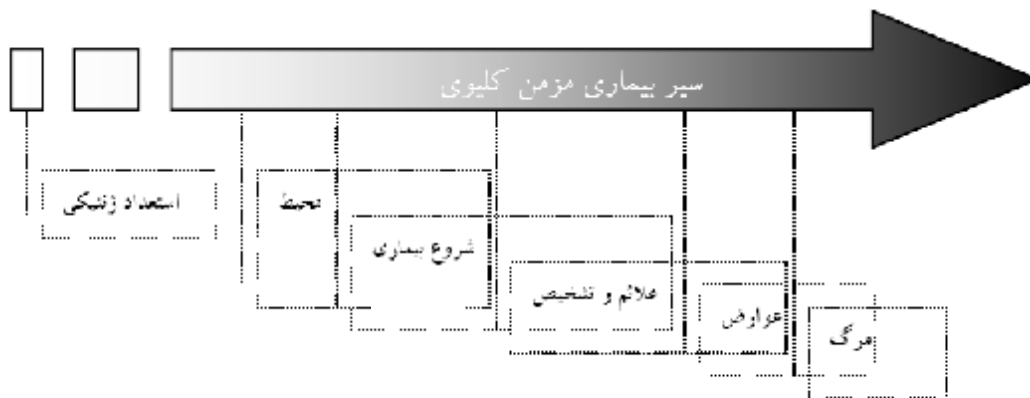 سیر بیماری مزمن کلیوی
استعداد ژنتیکی
محیط
شروع بیماری
علائم و تشخیص
عوارض
مرگ